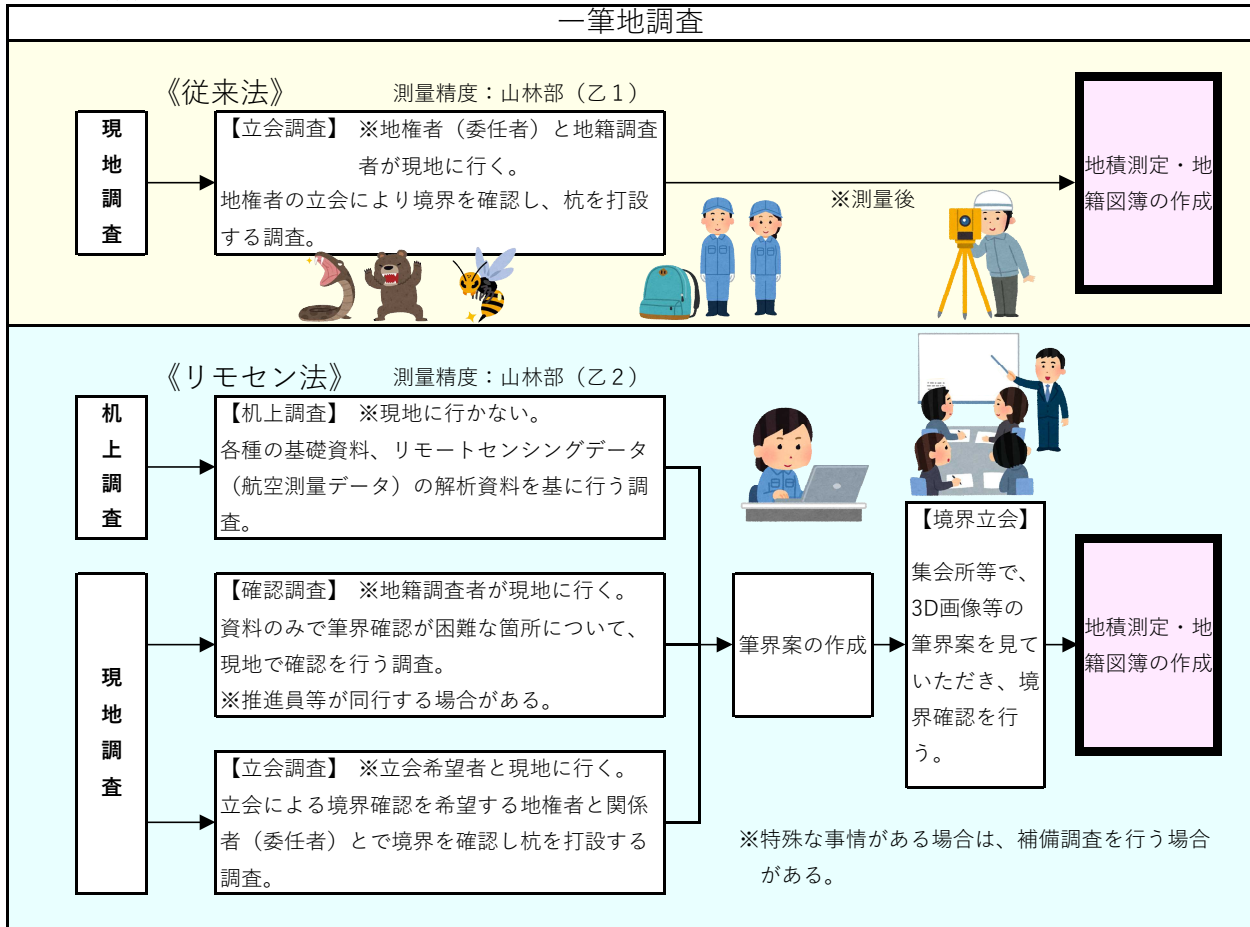 一筆地調査
《従来法》
測量精度：山林部（乙１）
現
地
調
査
【立会調査】 ※地権者（委任者）と地籍調査
者が現地に行く。
地権者の立会により境界を確認し、杭を打設
する調査。
※測量後
地積測定・地
籍図簿の作成
《リモセン法》
測量精度：山林部（乙２）
机
上
調
査
【机上調査】 ※現地に行かない。
各種の基礎資料、リモートセンシングデータ
（航空測量データ）の解析資料を基に行う調
査。
現
地
調
査
【確認調査】 ※地籍調査者が現地に行く。
資料のみで筆界確認が困難な箇所について、
現地で確認を行う調査。
※推進員等が同行する場合がある。
【立会調査】 ※立会希望者と現地に行く。
立会による境界確認を希望する地権者と関係
者（委任者）とで境界を確認し杭を打設する
調査。
筆界案の作成
【境界立会】
集会所等で、
3D画像等の
筆界案を見て
いただき、境
界確認を行
う。
地積測定・地
籍図簿の作成
※特殊な事情がある場合は、補備調査を行う場合
がある。